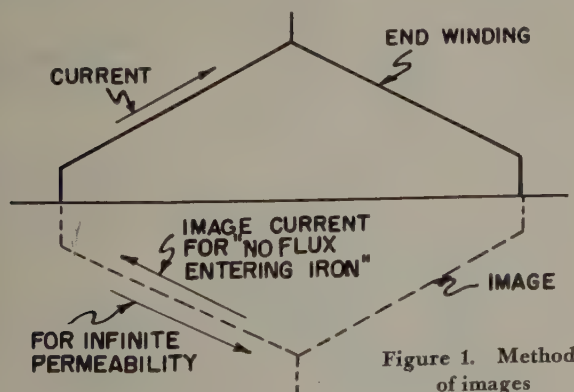 CURRENT
END WINDING
IMAGE CURRENT
FOR "NO FLUX
ENTERING IRON"
IMAGE
FOR INFINITE
PERMEABILITY
Figure 1. Method
of images